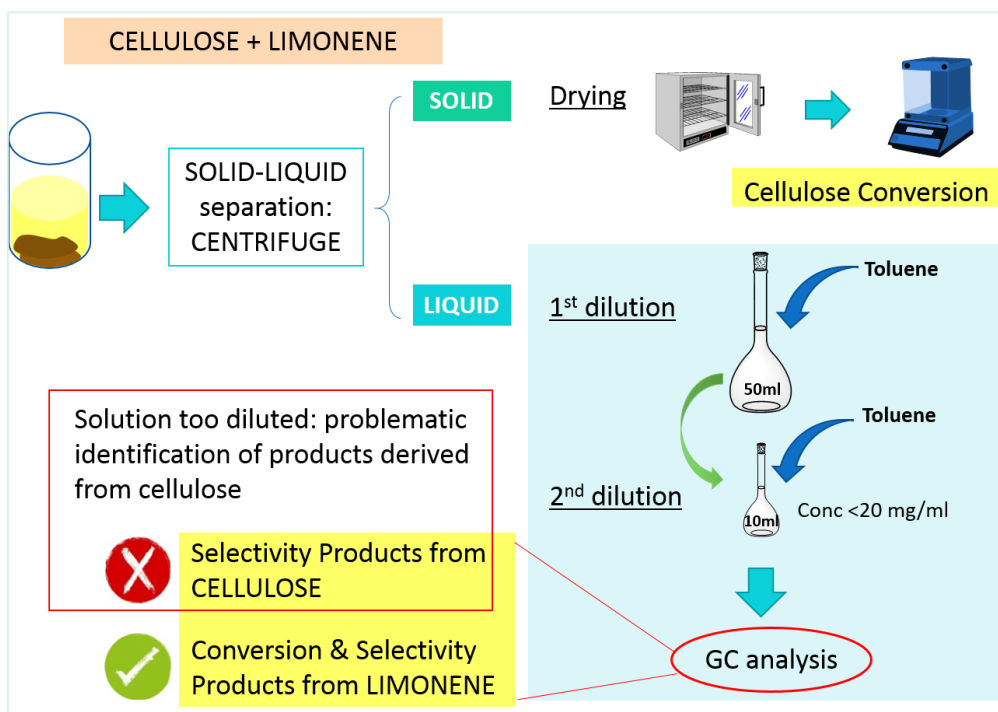 CELLULOSE + LIMONENE
SOLID-LIQUID
separation:
CENTRIFUGE
SOLID
Drying
Cellulose Conversion
LIQUID
1st dilution
Toluene
50ml
2nd dilution
Toluene
10ml
Conc <20 mg/ml
GC analysis
Solution too diluted: problematic
identification of products derived
from cellulose
Selectivity Products from
CELLULOSE
Conversion & Selectivity
Products from LIMONENE